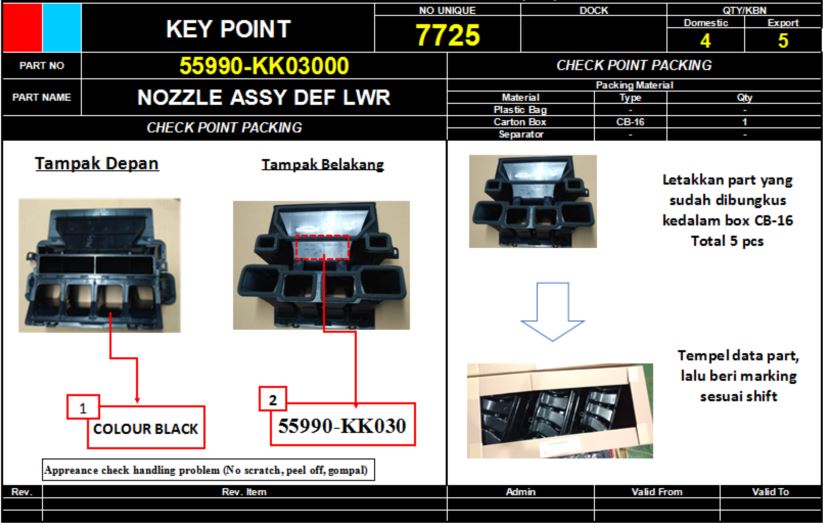 KEY POINT
NO UNIQUE
7725
DOCK
QTY/KBN
Domestic
Export
4
5
PART NO
55990-KK03000
PART NAME
NOZZLE ASSY DEF LWR
CHECK POINT PACKING
CHECK POINT PACKING
Packing Material
Material Type Qty
Plastic Bag - -
Carton Box CB-16 1
Separator - -
Tampak Depan
Tampak Belakang
1
COLOUR BLACK
2
55990-KK030
Appreance check handling problem (No scratch, peel off, gompal)
Letakkan part yang
sudah dibungkus
kedalam box CB-16
Total 5 pcs
Tempel data part,
lalu beri marking
sesuai shift
Rev. Rev. Item Admin Valid From Valid To